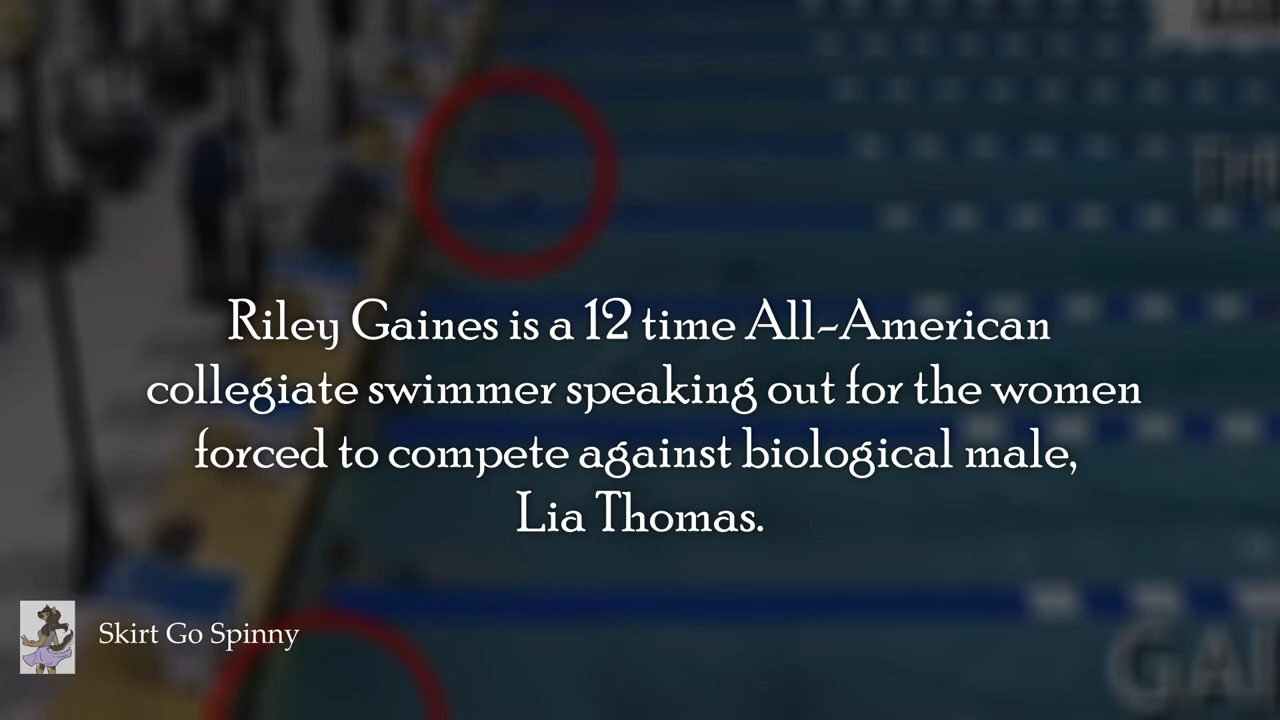 Riley Gaines is a 12 time All-American
collegiate swimmer speaking out for the women
forced to compete against biological male,
Lia Thomas.
Skirt Go Spinny
GAI